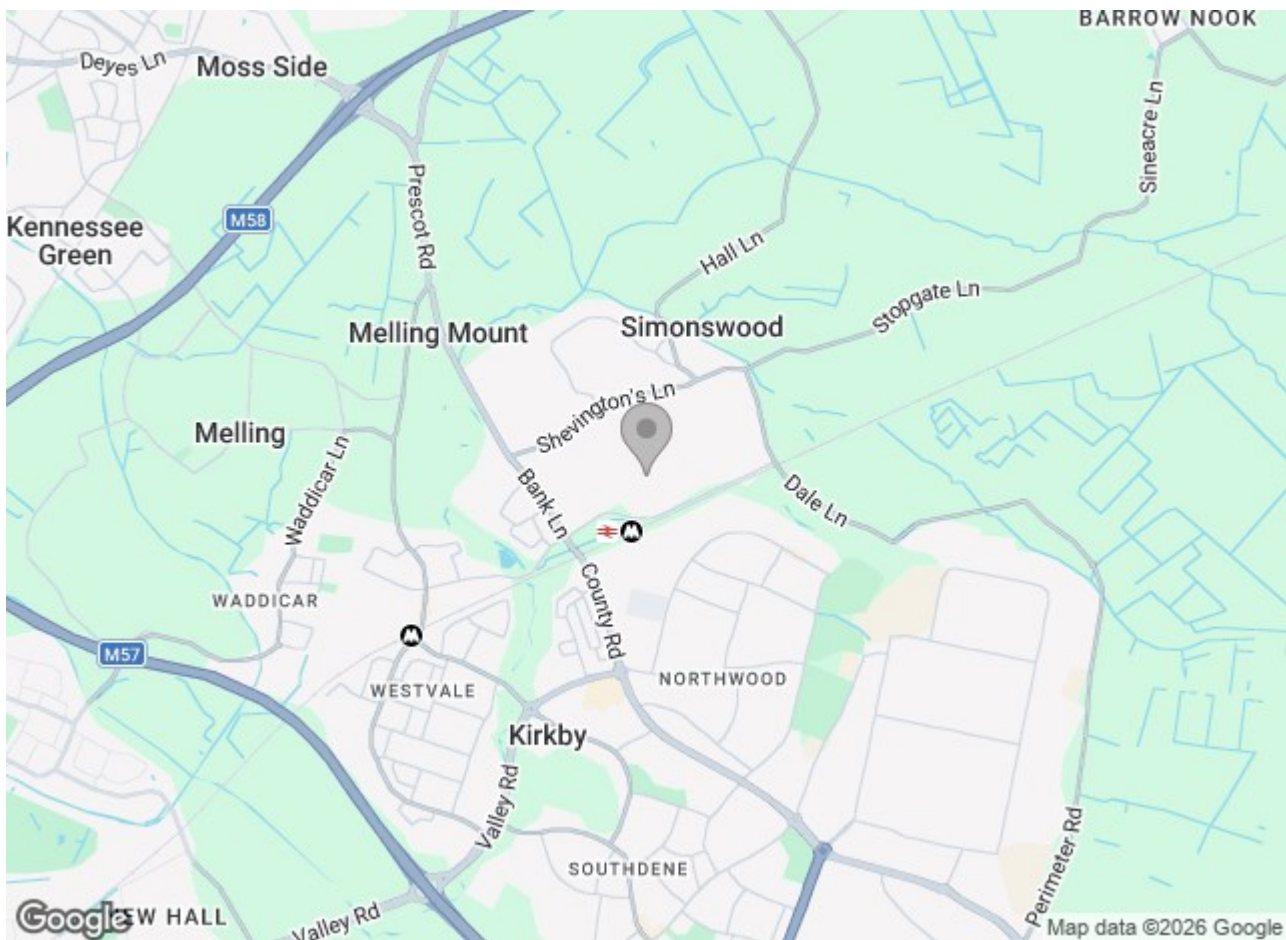 BARROW NOOK
Deyes Ln
Moss Side
Sineacre Ln
Prescot Rd
M58
Kennessee
Green
Hall Ln
Stopgate Ln
Simonswood
Melling Mount
Shevington's Ln
Melling
Waddicar Ln
Bank Ln
Dale Ln
County Rd
WADDICAR
M57
WESTVALE
NORTHWOOD
Kirkby
Valley Rd
Perimeter Rd
SOUTHDENE
Google
EW HALL
Valley Rd
Map data ©2026 Google